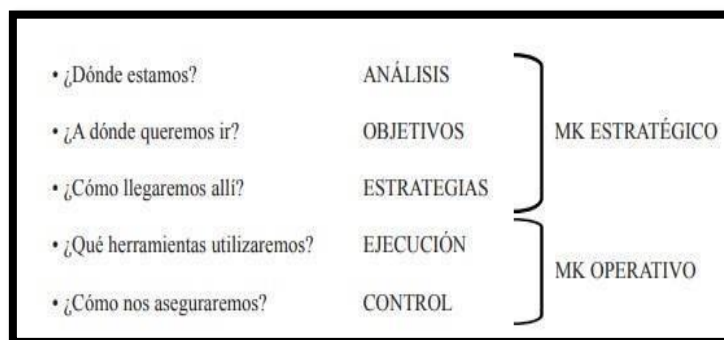 • ¿Dónde estamos? ANÁLISIS
• ¿A dónde queremos ir? OBJETIVOS MK ESTRATÉGICO
• ¿Cómo llegaremos allí? ESTRATEGIAS
• ¿Qué herramientas utilizaremos? EJECUCIÓN
MK OPERATIVO
• ¿Cómo nos aseguraremos? CONTROL